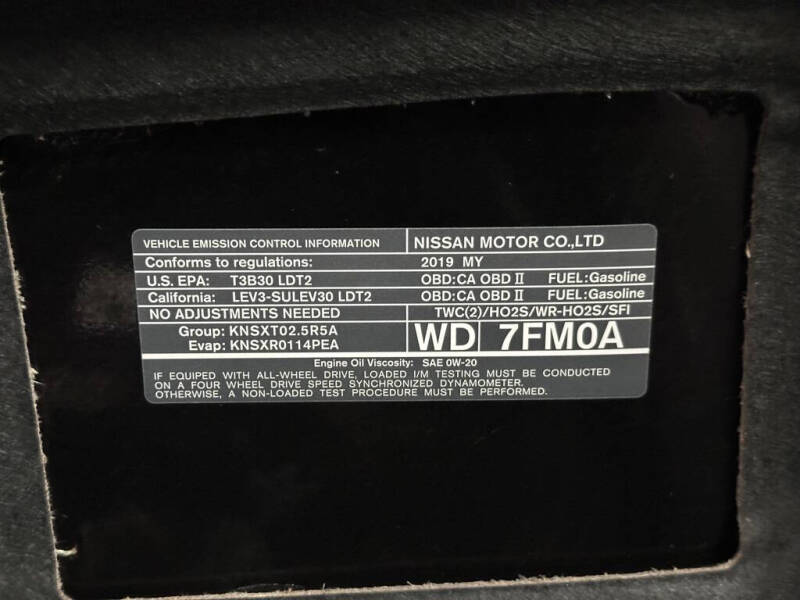 VEHICLE EMISSION CONTROL INFORMATION NISSAN MOTOR CO.,LTD
Conforms to regulations: 2019 MY
U.S. EPA: T3B30 LDT2 OBD:CA OBD II FUEL:Gasoline
California: LEV3-SULEV30 LDT2 OBD:CA OBD II FUEL:Gasoline
NO ADJUSTMENTS NEEDED TWC(2)/HO2S/WR-HO2S/SFI
Group: KNSXT02.5R5A WD 7FM0A
Evap: KNSXR0114PEA
Engine Oil Viscosity: SAE 0W-20
IF EQUIPPED WITH ALL-WHEEL DRIVE, LOADED I/M TESTING MUST BE CONDUCTED
ON A FOUR WHEEL DRIVE SPEED SYNCHRONIZED DYNAMOMETER.
OTHERWISE, A NON-LOADED TEST PROCEDURE MUST BE PERFORMED.